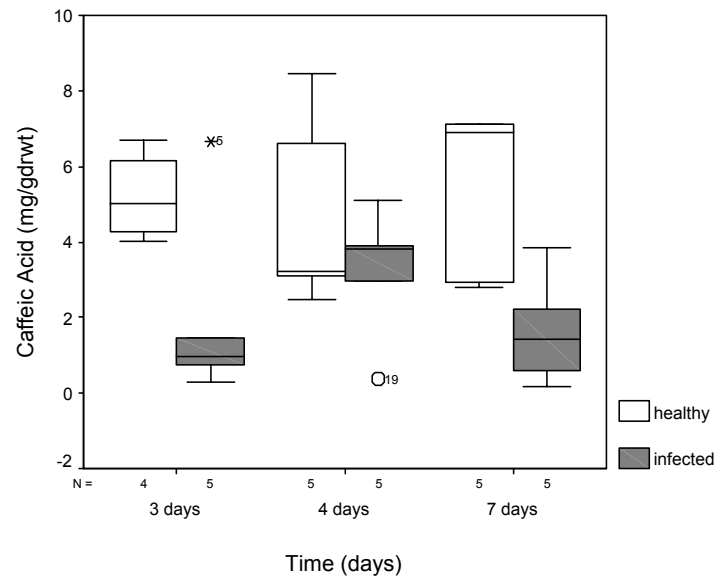 10
8
6
4
2
0
-2
Caffeic Acid (mg/gdrwt)
5
19
healthy
infected
N = 4 5 5 5 5 5
3 days 4 days 7 days
Time (days)